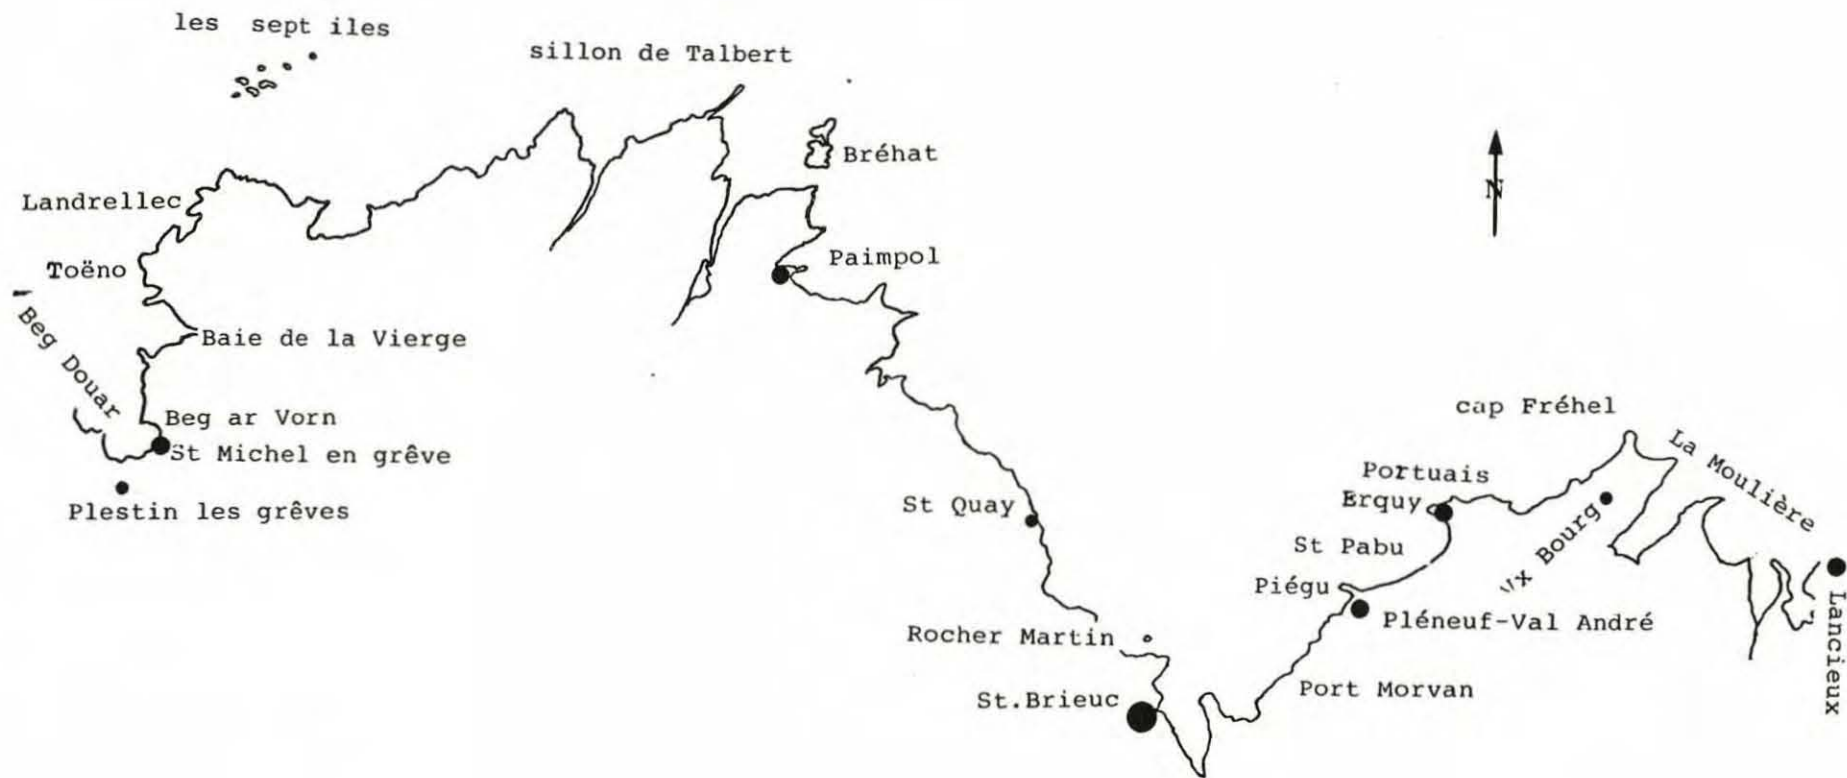 les sept iles
sillon de Talbert
Bréhat
N
Landrellec
Paimpol
Toëno
Beg Douar
Baie de la Vierge
Beg ar Vorn
St Michel en grêve
Plestin les grêves
cap Fréhel
La Moulière
Portuais
Erquy
St Quay
St Pabu
Vx Bourg
Piégu
Pléneuf-Val André
Lancieux
Rocher Martin
Port Morvan
St.Brieuc